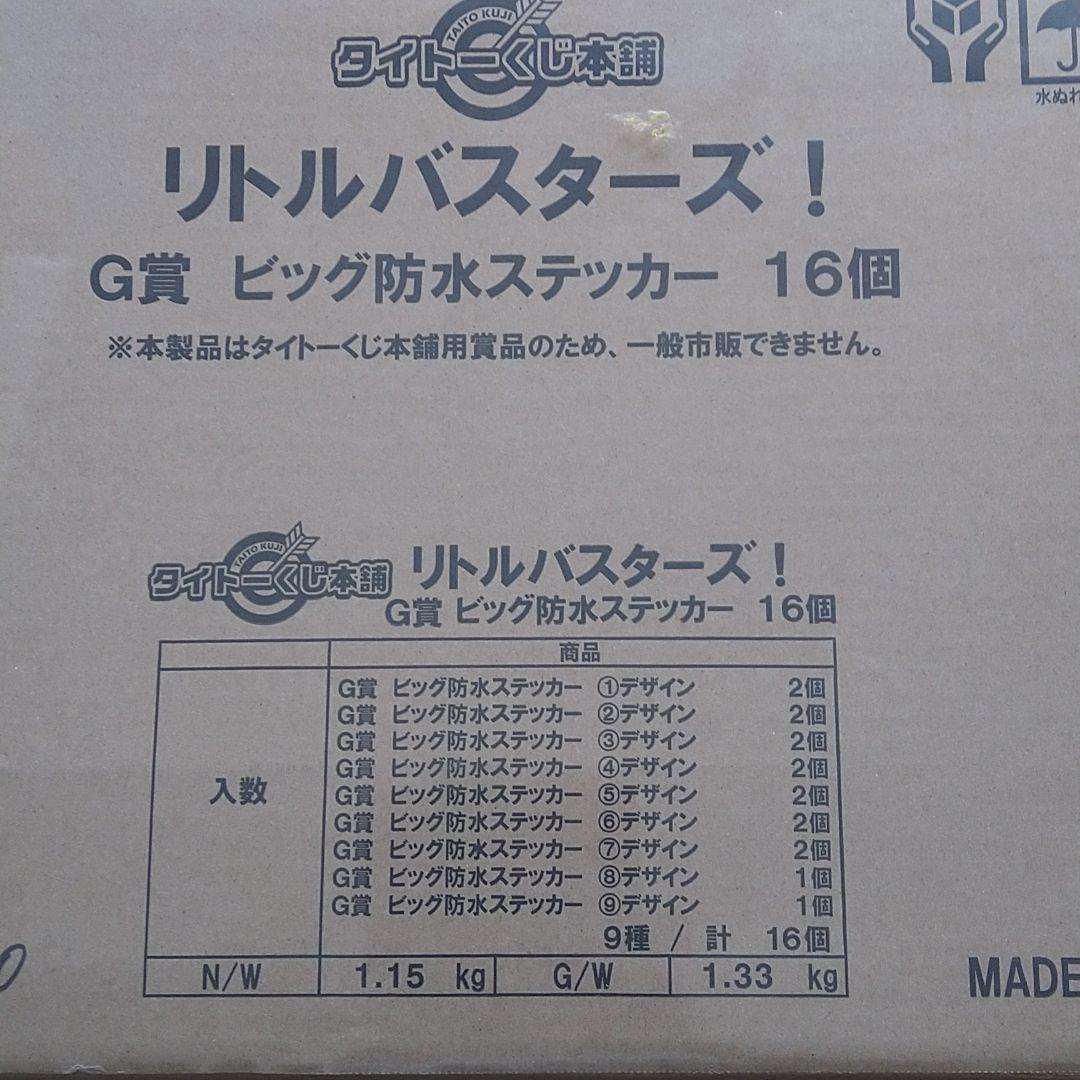 TAITO KUJI
タイトーくじ本舗
水ぬれ
リトルバスターズ！
G賞 ビッグ防水ステッカー 16個
※本製品はタイトーくじ本舗用賞品のため、一般市販できません。
TAITO KUJI
タイトーくじ本舗
リトルバスターズ！
G賞 ビッグ防水ステッカー 16個
商品
入数
G賞 ビッグ防水ステッカー ①デザイン 2個
G賞 ビッグ防水ステッカー ②デザイン 2個
G賞 ビッグ防水ステッカー ③デザイン 2個
G賞 ビッグ防水ステッカー ④デザイン 2個
G賞 ビッグ防水ステッカー ⑤デザイン 2個
G賞 ビッグ防水ステッカー ⑥デザイン 2個
G賞 ビッグ防水ステッカー ⑦デザイン 2個
G賞 ビッグ防水ステッカー ⑧デザイン 1個
G賞 ビッグ防水ステッカー ⑨デザイン 1個
9種 / 計 16個
N/W 1.15 kg G/W 1.33 kg
MADE